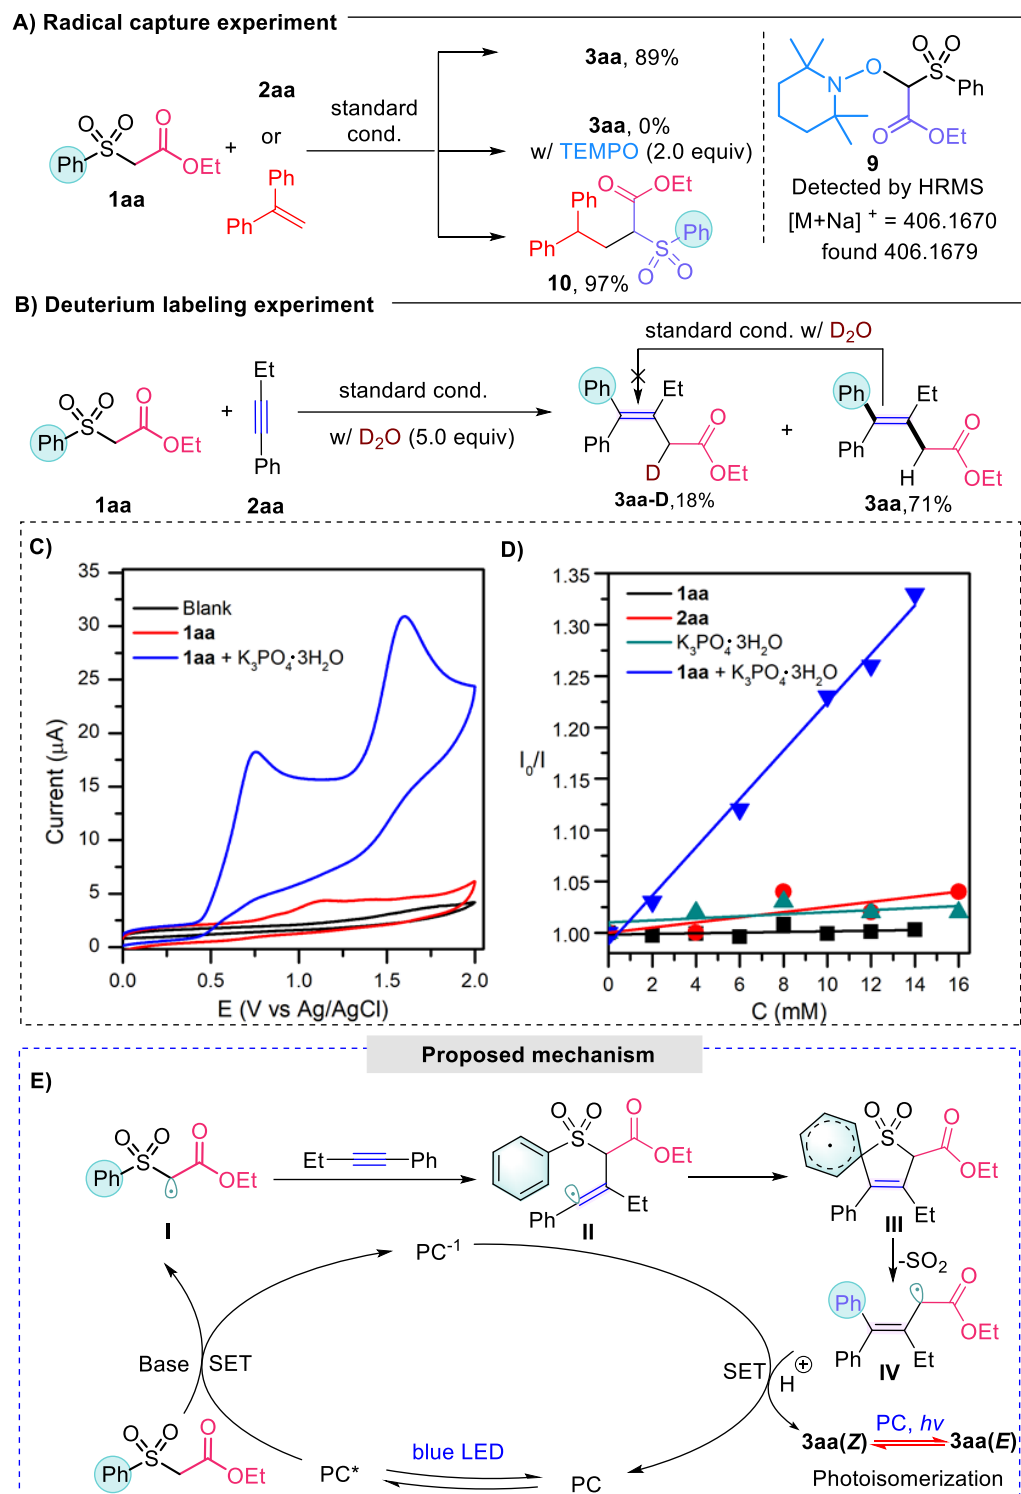 A) Radical capture experiment
1aa
+
2aa
or
standard
cond.
Ph
O
O
S
O
OEt
Ph
Ph
3aa, 89%
3aa, 0%
w/ TEMPO (2.0 equiv)
Ph
Ph
O
OEt
S
O
O
Ph
10, 97%
N
O
O
O
S
Ph
O
OEt
9
Detected by HRMS
[M+Na] + = 406.1670
found 406.1679
B) Deuterium labeling experiment
Ph
O
O
S
O
OEt
1aa
+
Et
Ph
2aa
standard cond.
w/ D2O (5.0 equiv)
standard cond. w/ D2O
Ph
Et
Ph
O
D
OEt
3aa-D,18%
+
Ph
Et
Ph
O
H
OEt
3aa,71%
C)
35
30
25
20
15
10
5
0
Current (μA)
Blank
1aa
1aa + K3PO4·3H2O
0.0 0.5 1.0 1.5 2.0
E (V vs Ag/AgCl)
D)
1.35
1.30
1.25
1.20
1.15
1.10
1.05
1.00
I0/I
1aa
2aa
K3PO4·3H2O
1aa + K3PO4·3H2O
0 2 4 6 8 10 12 14 16
C (mM)
Proposed mechanism
E)
O
O
S
O
Ph
OEt
I
Et
Ph
O
O
S
O
OEt
Et
Ph
II
O
O
S
O
OEt
Ph
Et
III
-SO2
Ph
O
OEt
Ph
Et
IV
PC-1
Base
SET
SET
H+
O
O
S
O
Ph
OEt
PC*
blue LED
PC
3aa(Z)
PC, hv
3aa(E)
Photoisomerization